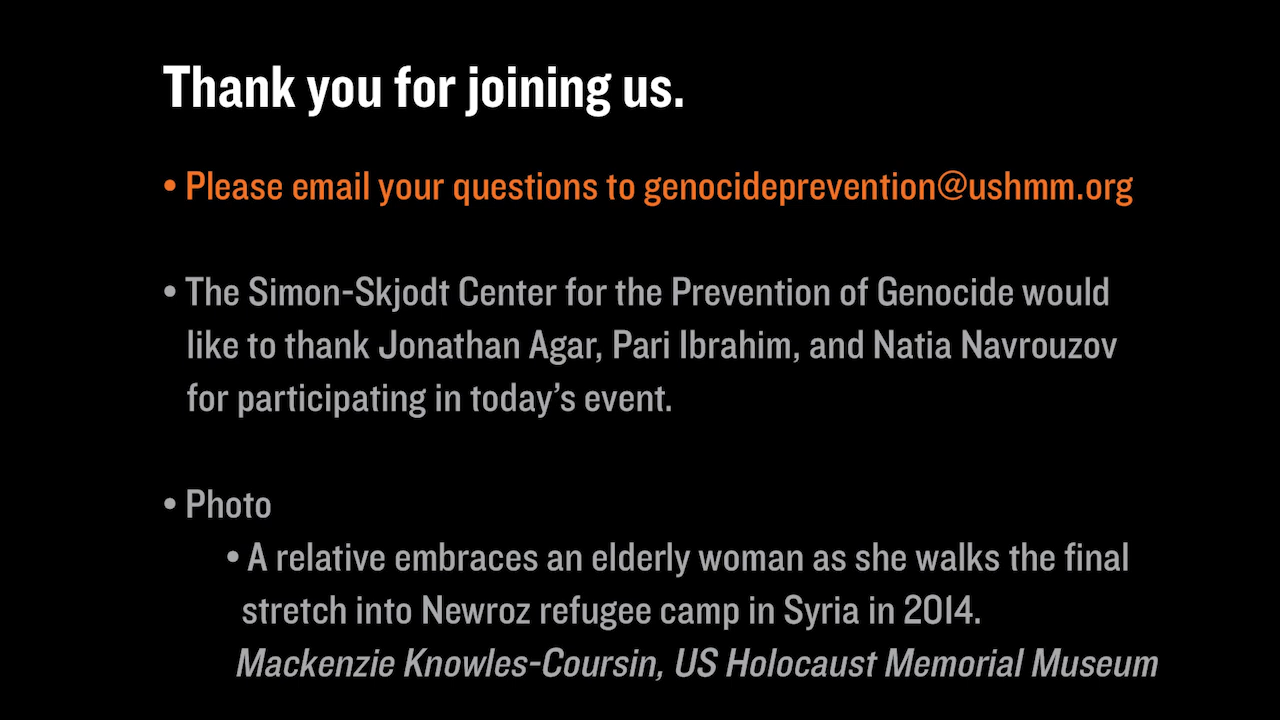 Thank you for joining us.
• Please email your questions to genocideprevention@ushmm.org
• The Simon-Skjodt Center for the Prevention of Genocide would
like to thank Jonathan Agar, Pari Ibrahim, and Natia Navrouzov
for participating in today’s event.
• Photo
• A relative embraces an elderly woman as she walks the final
stretch into Newroz refugee camp in Syria in 2014.
Mackenzie Knowles-Coursin, US Holocaust Memorial Museum